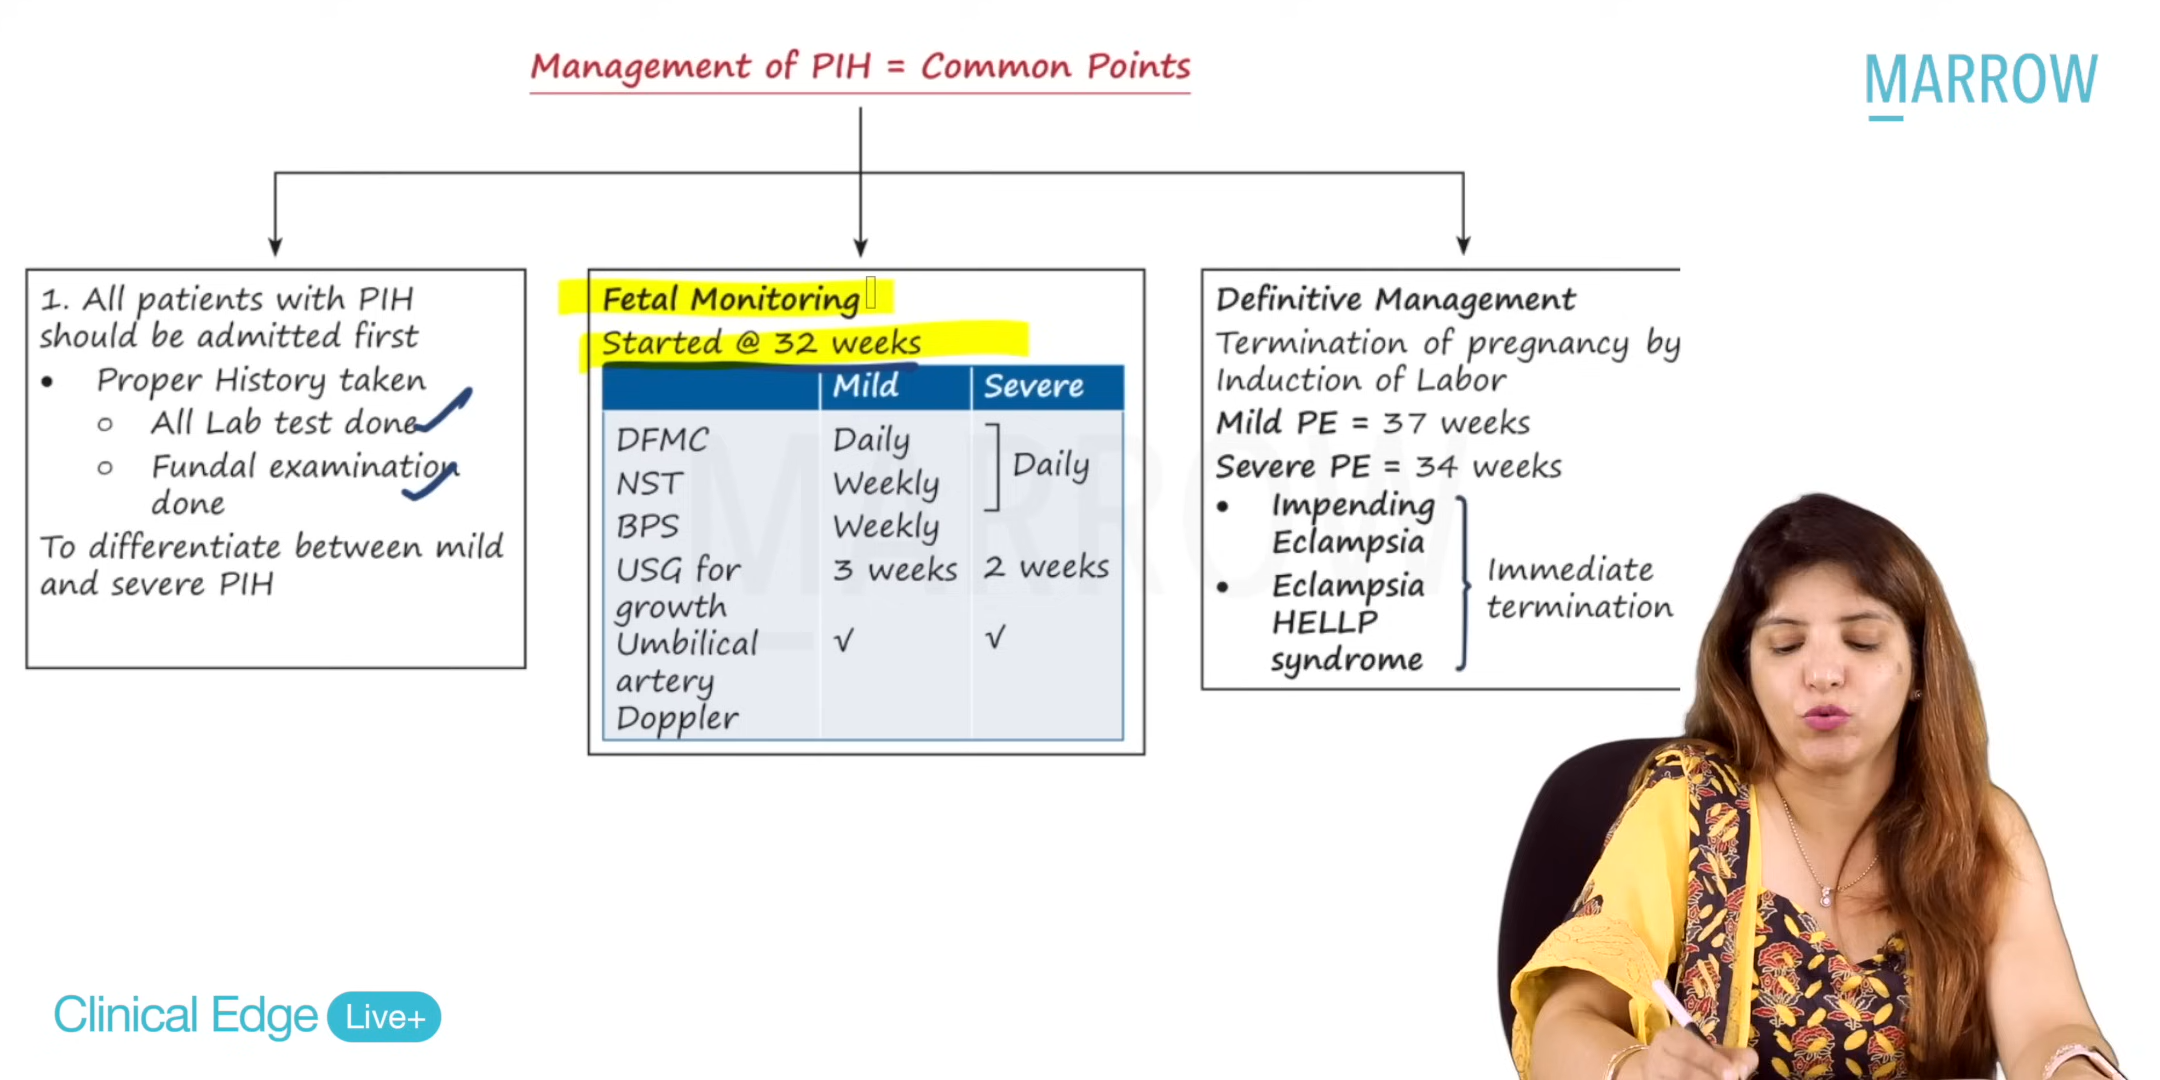 Management of PIH = Common Points
MARROW
1. All patients with PIH
should be admitted first
• Proper History taken
o All Lab test done
o Fundal examination
done
To differentiate between mild
and severe PIH
Fetal Monitoring
Started @ 32 weeks
Mild Severe
DFMC Daily
Daily
NST Weekly
BPS Weekly
USG for 3 weeks 2 weeks
growth
Umbilical √ √
artery
Doppler
Definitive Management
Termination of pregnancy by
Induction of Labor
Mild PE = 37 weeks
Severe PE = 34 weeks
• Impending
Eclampsia
• Eclampsia
HELLP
syndrome
Immediate
termination
MARROW
Clinical Edge Live+